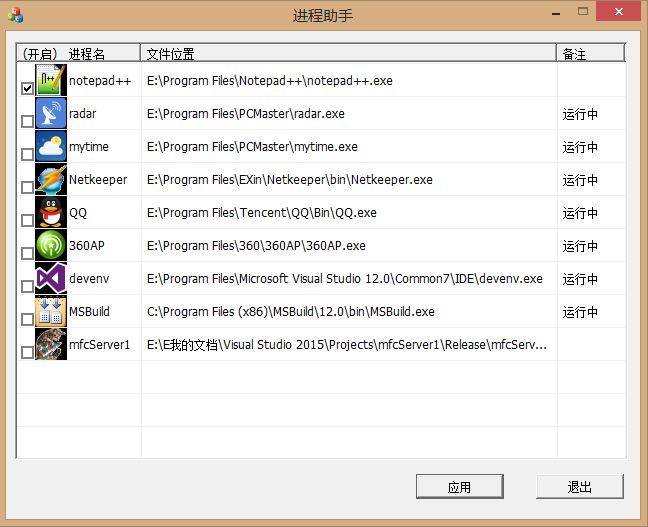 进程助手
(开启) 进程名 文件位置 备注
notepad++ E:\Program Files\Notepad++\notepad++.exe
radar E:\Program Files\PCMaster\radar.exe 运行中
mytime E:\Program Files\PCMaster\mytime.exe 运行中
Netkeeper E:\Program Files\EXin\Netkeeper\bin\Netkeeper.exe 运行中
QQ E:\Program Files\Tencent\QQ\Bin\QQ.exe 运行中
360AP E:\Program Files\360\360AP\360AP.exe 运行中
devenv E:\Program Files\Microsoft Visual Studio 12.0\Common7\IDE\devenv.exe 运行中
MSBuild C:\Program Files (x86)\MSBuild\12.0\bin\MSBuild.exe 运行中
mfcServer1 E:\E我的文档\Visual Studio 2015\Projects\mfcServer1\Release\mfcServ...
应用 退出